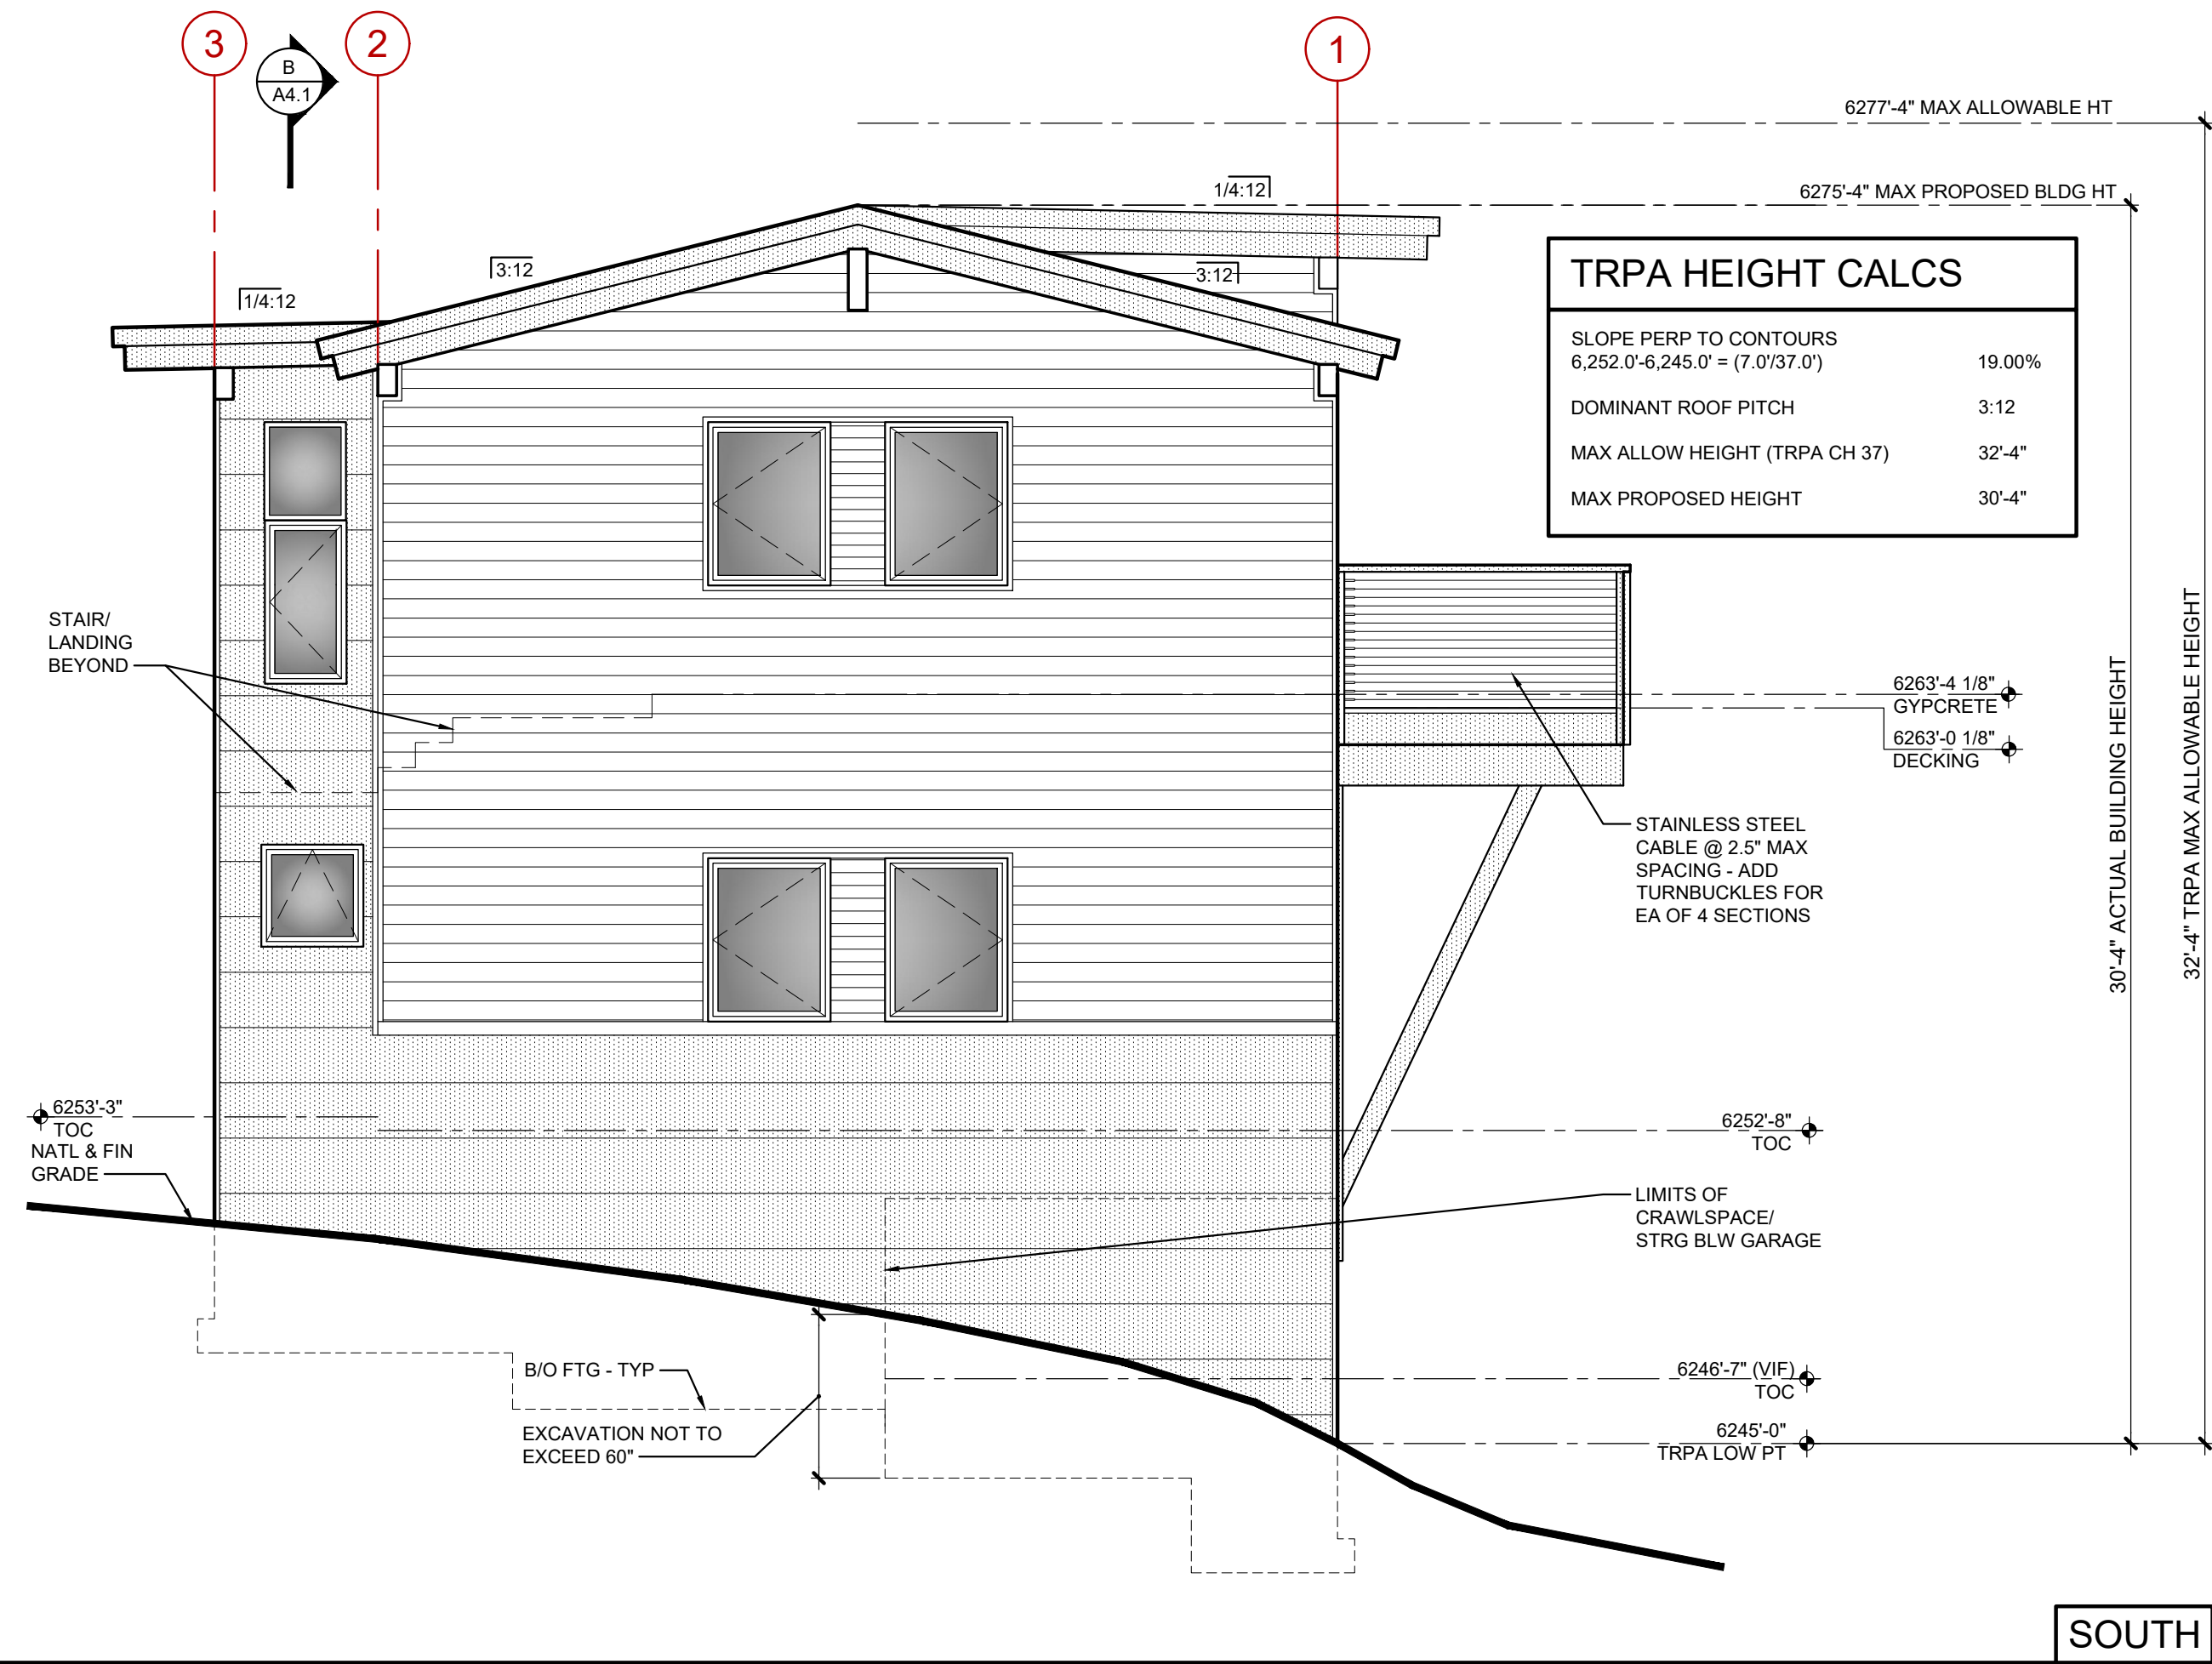 3
2
1
B
A4.1
6277'-4" MAX ALLOWABLE HT
1/4:12
6275'-4" MAX PROPOSED BLDG HT
3:12
3:12
1/4:12
TRPA HEIGHT CALCS
SLOPE PERP TO CONTOURS
6,252.0'-6,245.0' = (7.0'/37.0') 19.00%
DOMINANT ROOF PITCH 3:12
MAX ALLOW HEIGHT (TRPA CH 37) 32'-4"
MAX PROPOSED HEIGHT 30'-4"
STAIR/
LANDING
BEYOND
6263'-4 1/8"
GYPCRETE
6263'-0 1/8"
DECKING
30'-4" ACTUAL BUILDING HEIGHT
32'-4" TRPA MAX ALLOWABLE HEIGHT
STAINLESS STEEL
CABLE @ 2.5" MAX
SPACING - ADD
TURNBUCKLES FOR
EA OF 4 SECTIONS
6253'-3"
TOC
NATL & FIN
GRADE
6252'-8"
TOC
LIMITS OF
CRAWLSPACE/
STRG BLW GARAGE
B/O FTG - TYP
EXCAVATION NOT TO
EXCEED 60"
6246'-7" (VIF)
TOC
6245'-0"
TRPA LOW PT
SOUTH